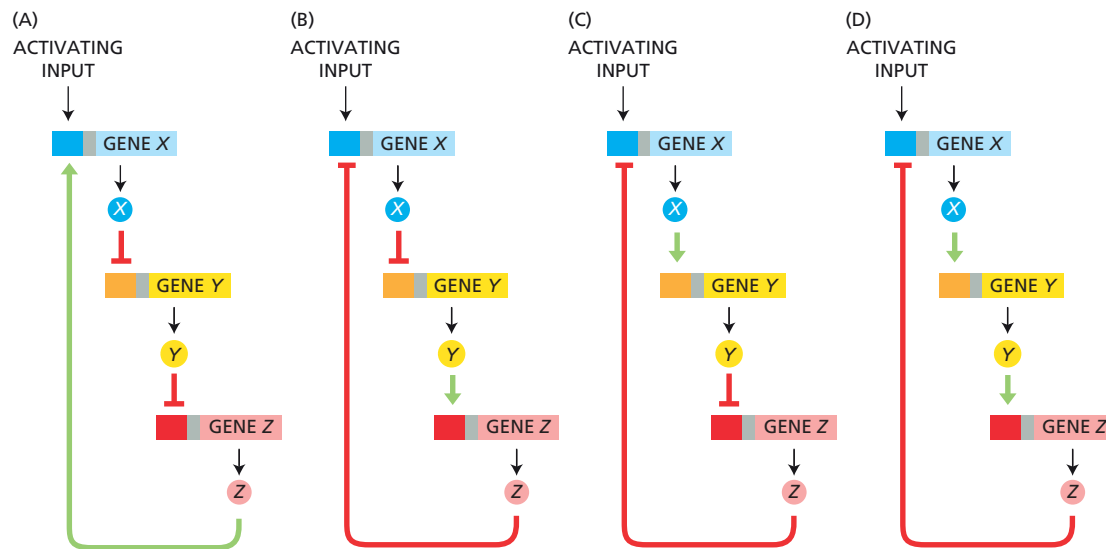 (A)
ACTIVATING
INPUT
GENE X
X
GENE Y
Y
GENE Z
Z
(B)
ACTIVATING
INPUT
GENE X
X
GENE Y
Y
GENE Z
Z
(C)
ACTIVATING
INPUT
GENE X
X
GENE Y
Y
GENE Z
Z
(D)
ACTIVATING
INPUT
GENE X
X
GENE Y
Y
GENE Z
Z